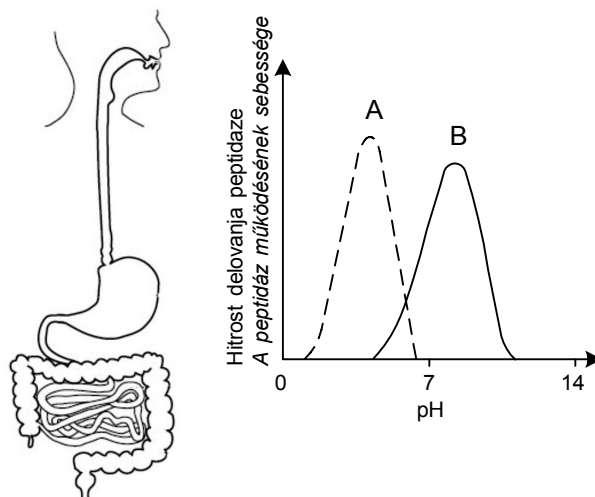 Hitrost delovanja peptidaze
A peptidáz működésének sebessége
A
B
0
7
14
pH